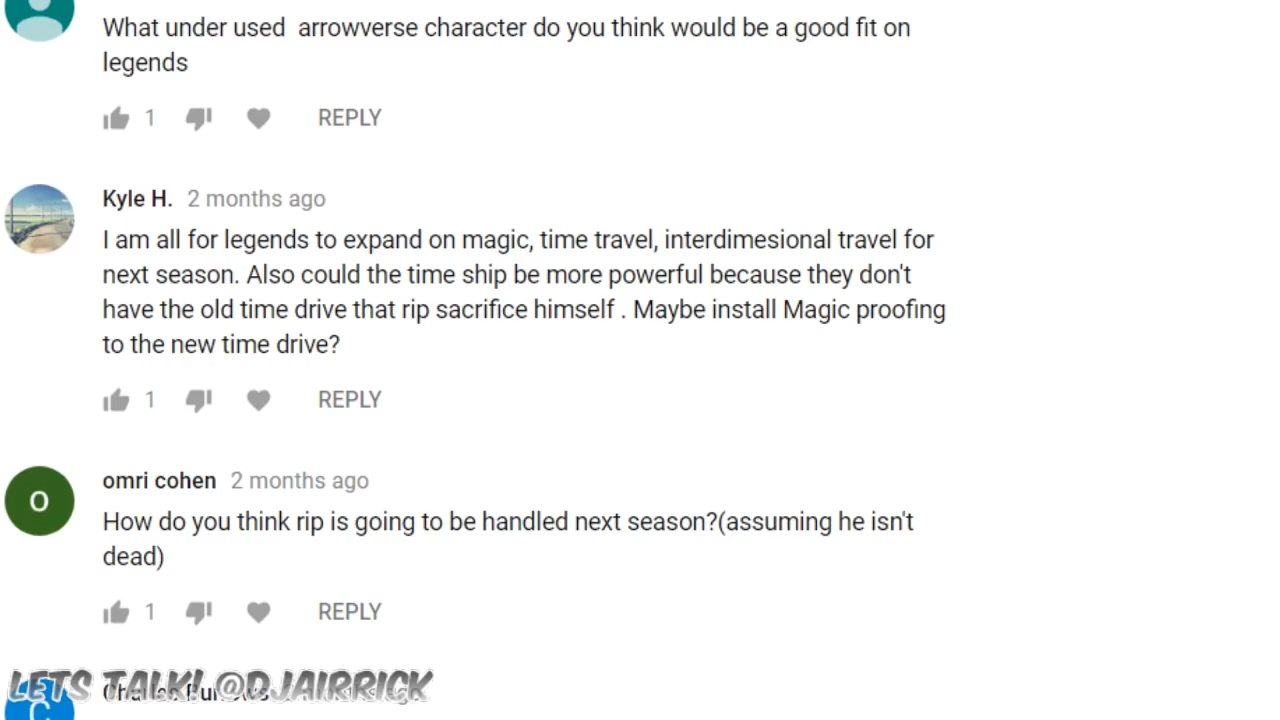 What under used arrowverse character do you think would be a good fit on
legends
1 REPLY
Kyle H. 2 months ago
I am all for legends to expand on magic, time travel, interdimesional travel for
next season. Also could the time ship be more powerful because they don't
have the old time drive that rip sacrifice himself . Maybe install Magic proofing
to the new time drive?
1 REPLY
O
omri cohen 2 months ago
How do you think rip is going to be handled next season?(assuming he isn't
dead)
1 REPLY
LETS TALK! @DJAIRRICK
C